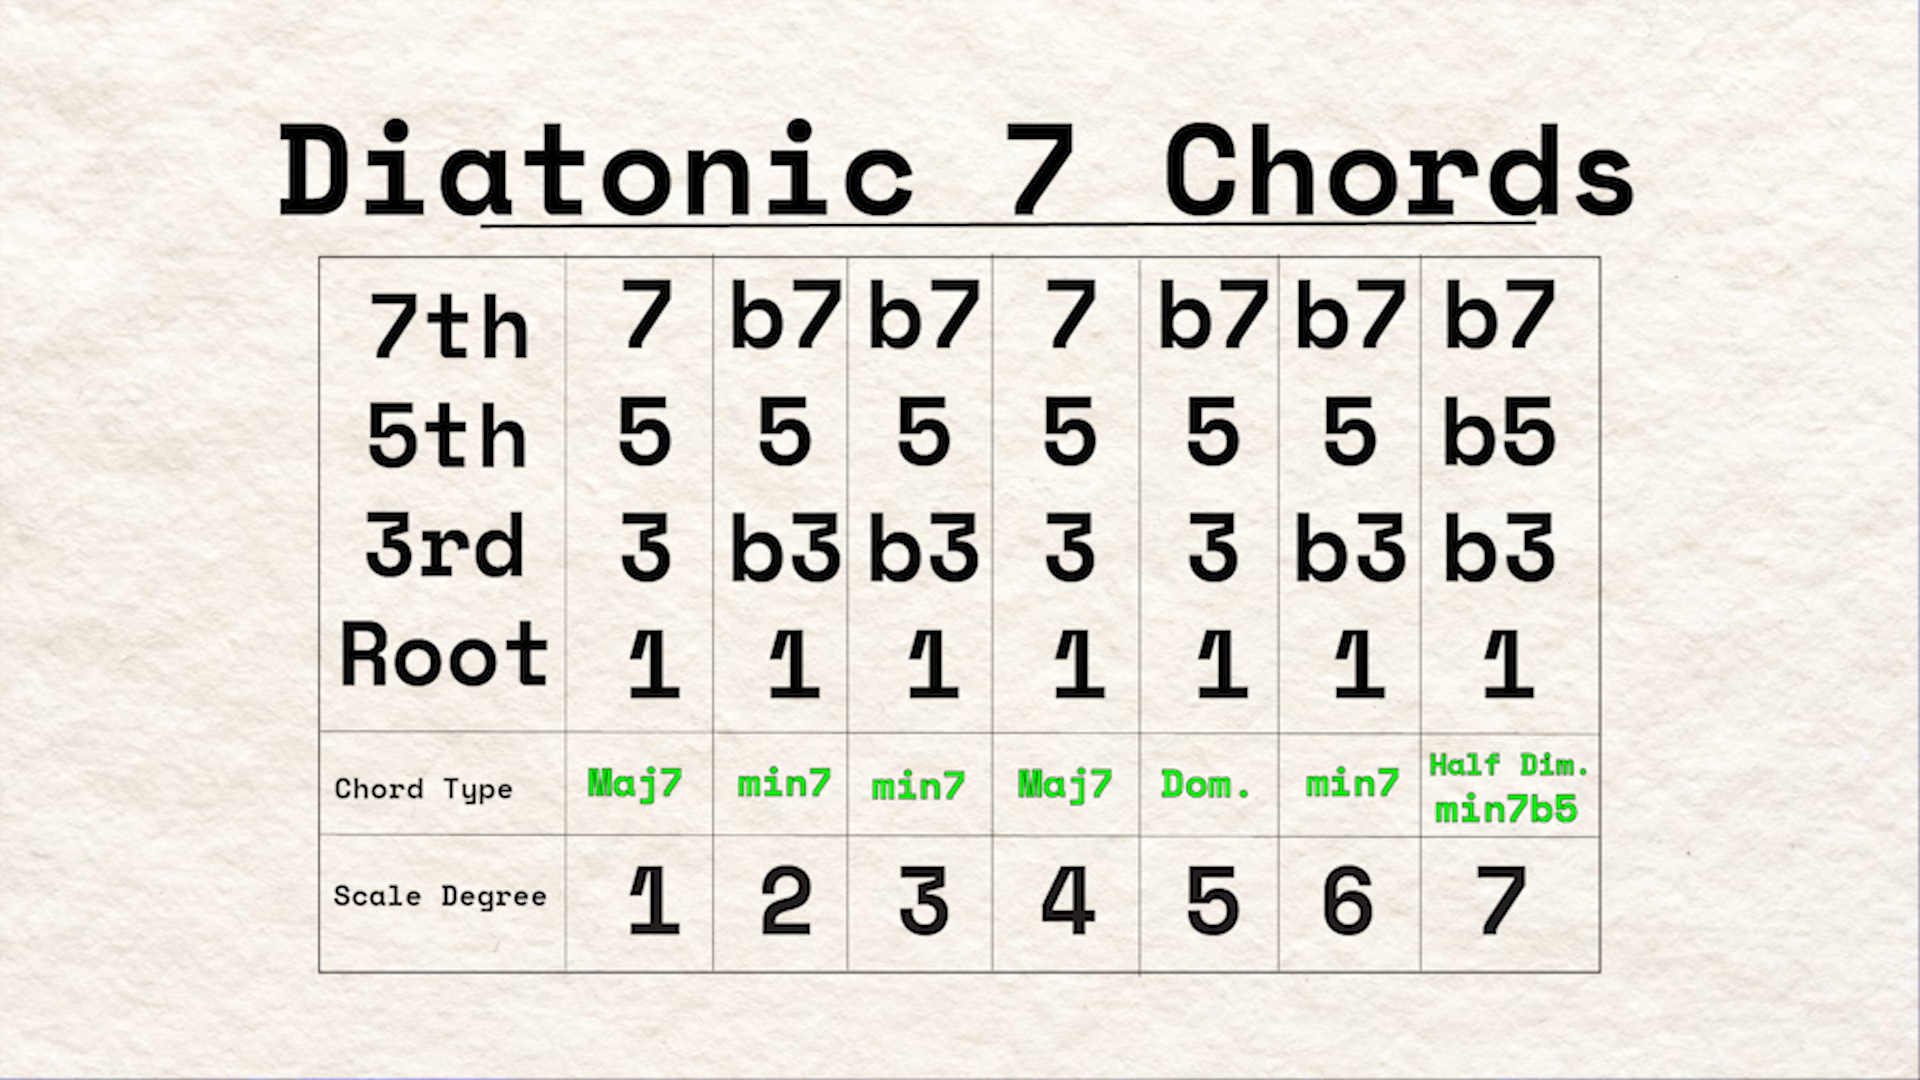 Diatonic 7 Chords
7th 7 b7 b7 7 b7 b7 b7
5th 5 5 5 5 5 5 b5
3rd 3 b3 b3 3 3 b3 b3
Root 1 1 1 1 1 1 1
Chord Type Maj7 min7 min7 Maj7 Dom. min7 Half Dim. min7b5
Scale Degree 1 2 3 4 5 6 7